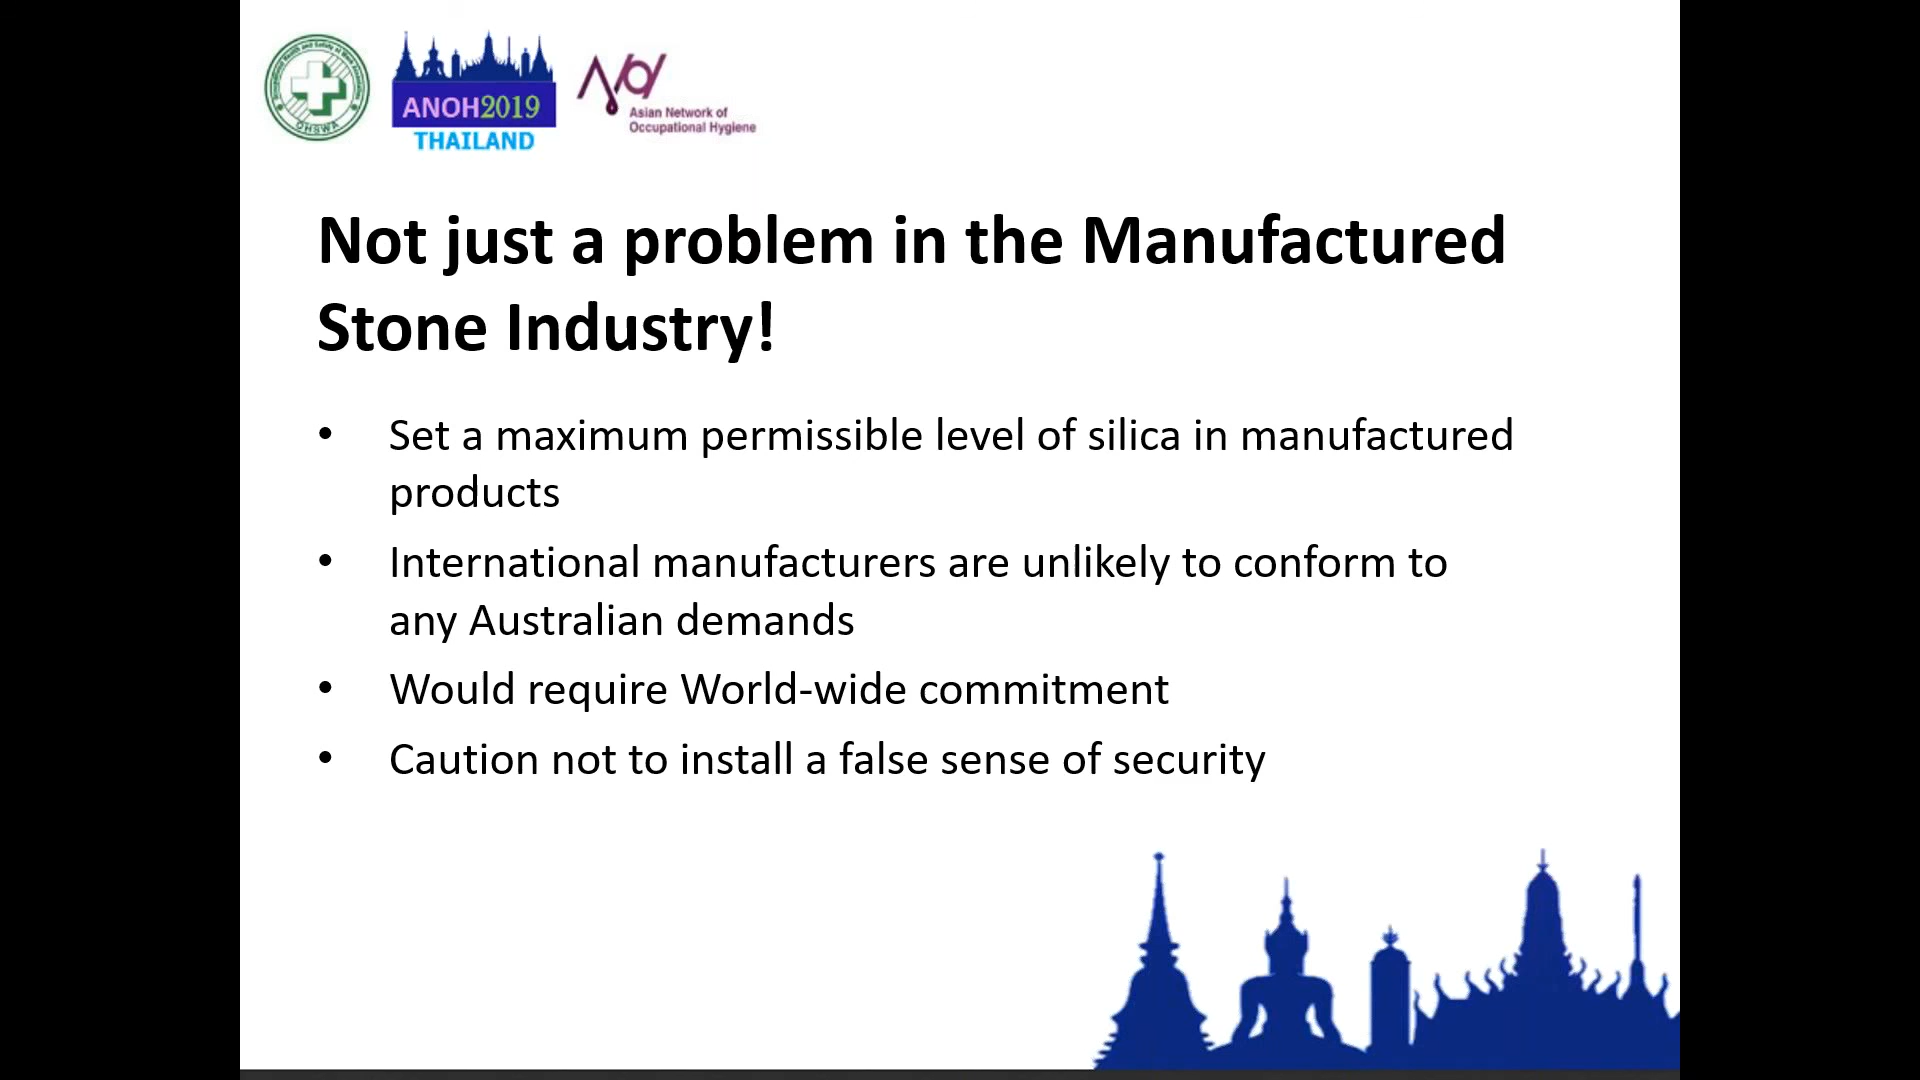 OHSWA
ANOH2019
THAILAND
Asian Network of
Occupational Hygiene
Not just a problem in the Manufactured
Stone Industry!
• Set a maximum permissible level of silica in manufactured
products
• International manufacturers are unlikely to conform to
any Australian demands
• Would require World-wide commitment
• Caution not to install a false sense of security